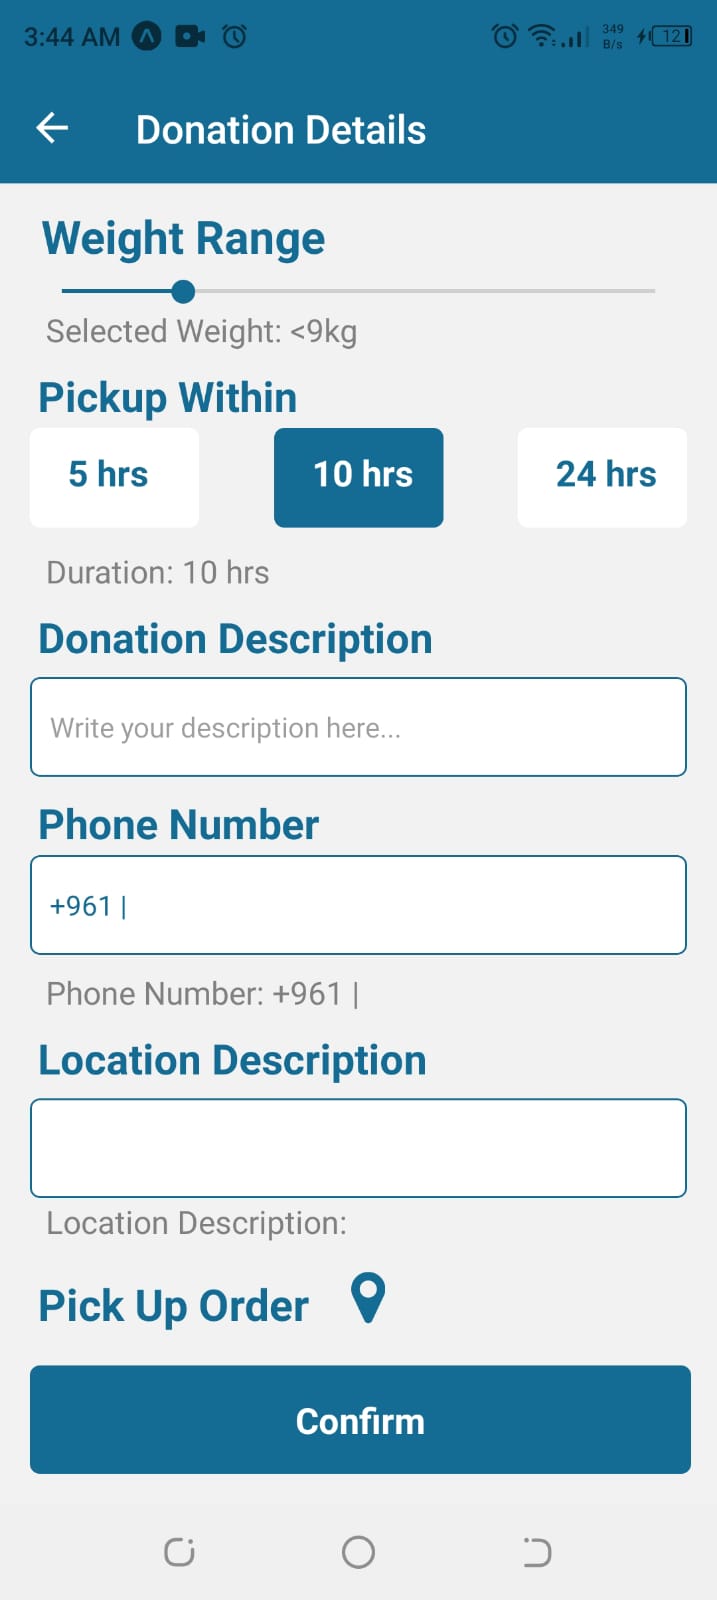 3:44 AM 349 B/s 12
Donation Details
Weight Range
Selected Weight: <9kg
Pickup Within
5 hrs 10 hrs 24 hrs
Duration: 10 hrs
Donation Description
Write your description here...
Phone Number
+961 |
Phone Number: +961 |
Location Description
Location Description:
Pick Up Order
Confirm